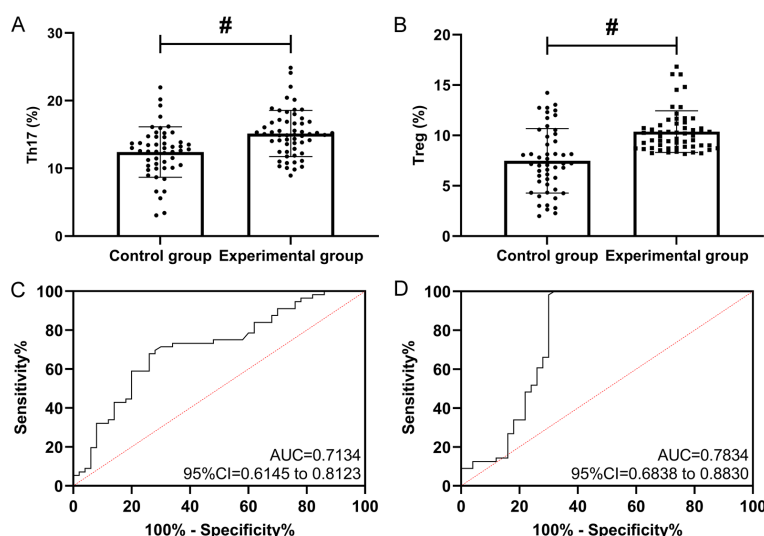 A
#
30
20
10
0
Th17 (%)
Control group Experimental group
B
#
20
15
10
5
0
Treg (%)
Control group Experimental group
C
100
80
60
40
20
0
Sensitivity%
AUC=0.7134
95%CI=0.6145 to 0.8123
0 20 40 60 80 100
100% - Specificity%
D
100
80
60
40
20
0
Sensitivity%
AUC=0.7834
95%CI=0.6838 to 0.8830
0 20 40 60 80 100
100% - Specificity%